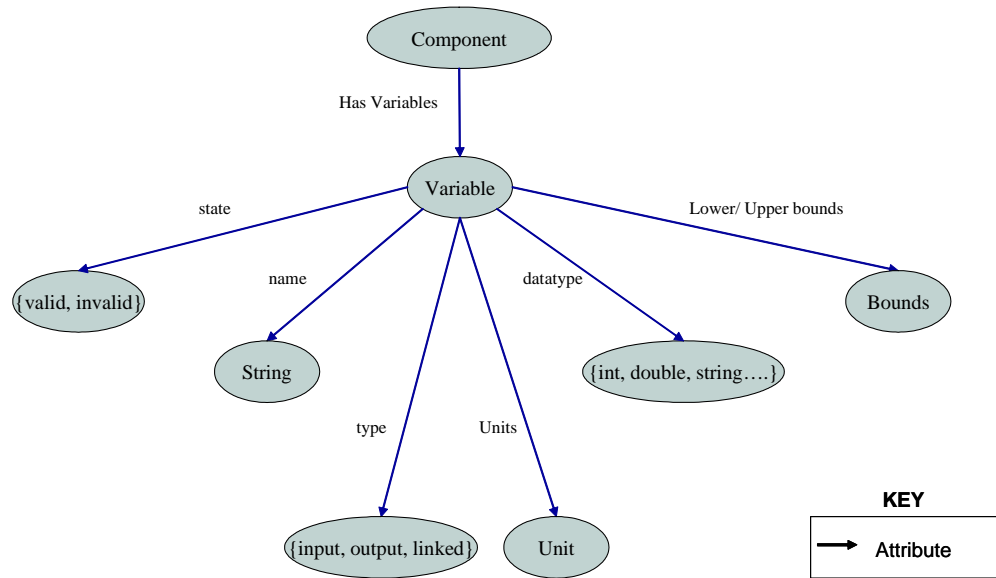 Component
Has Variables
Variable
state
Lower/ Upper bounds
name
datatype
{valid, invalid}
Bounds
String
{int, double, string....}
type
Units
{input, output, linked}
Unit
KEY
Attribute